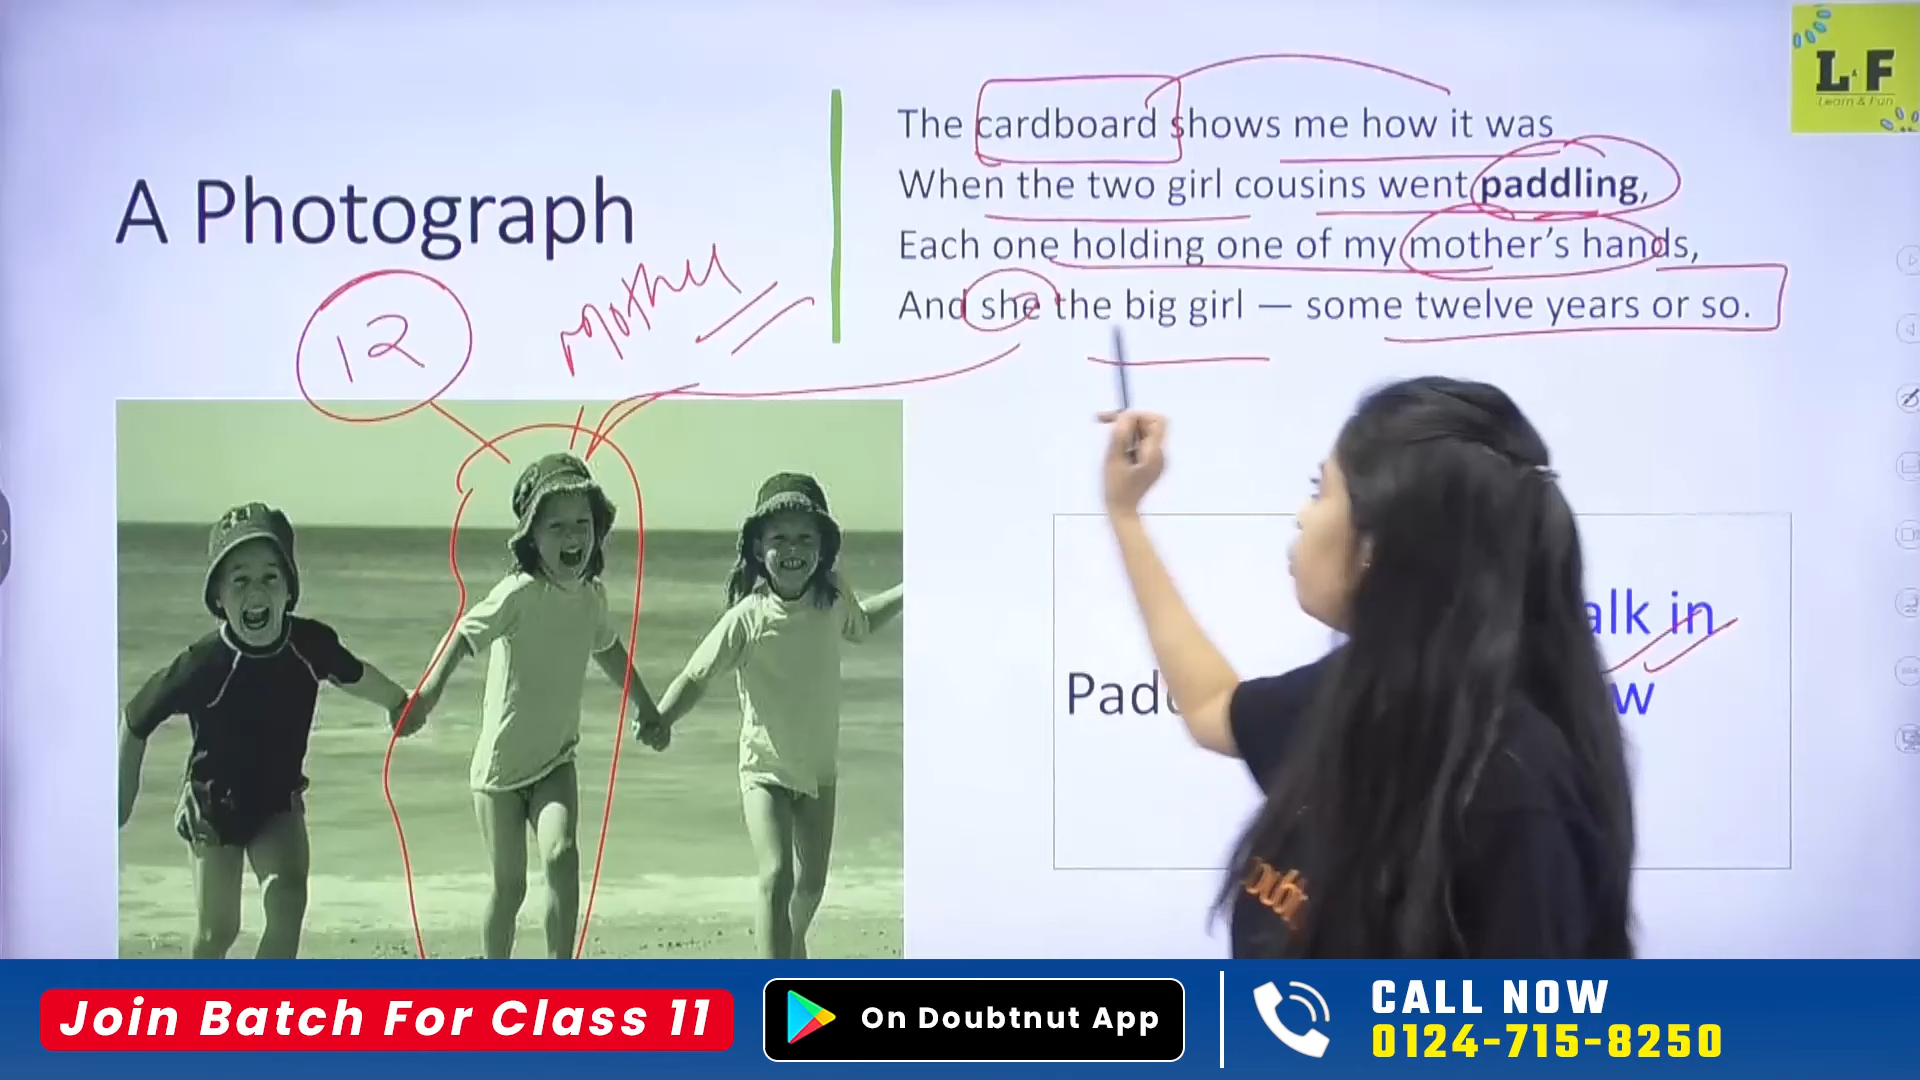 L&F
Learn & Fun
The cardboard shows me how it was
When the two girl cousins went paddling,
Each one holding one of my mother's hands,
And she the big girl — some twelve years or so.
A Photograph
Mother
12
alk in
Pad
w
Join Batch For Class 11
On Doubtnut App
CALL NOW
0124-715-8250